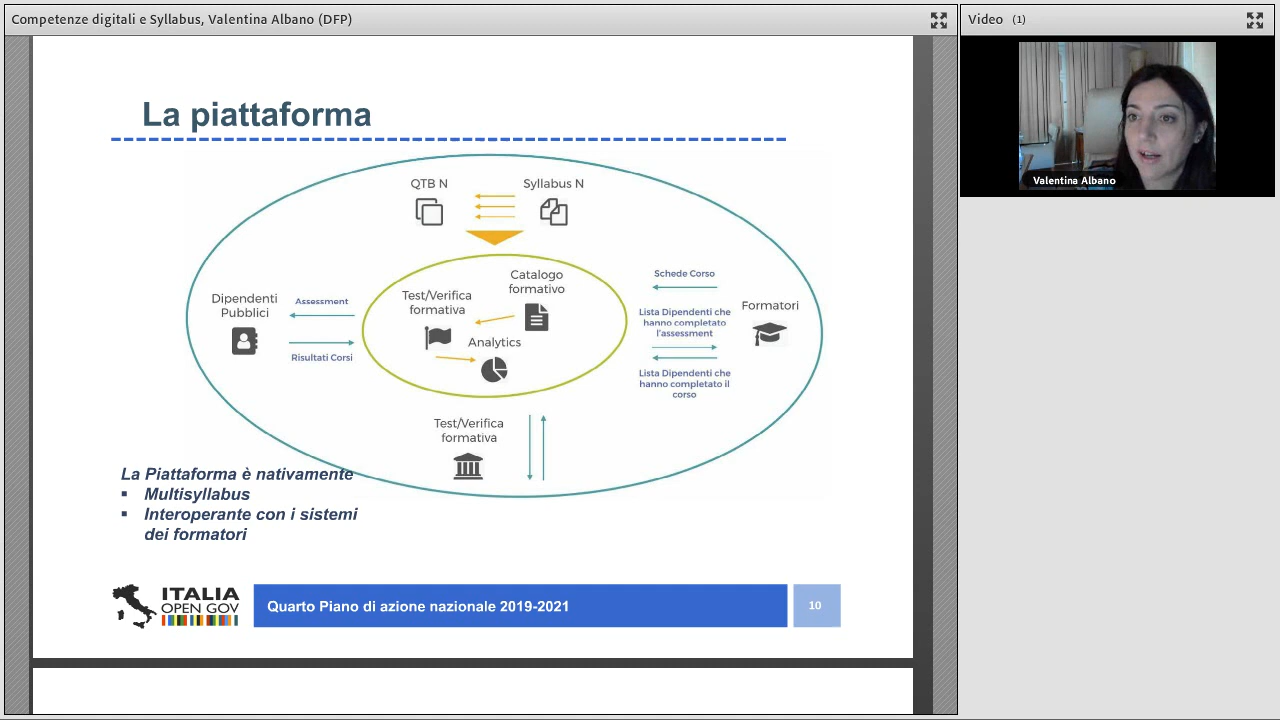 Competenze digitali e Syllabus, Valentina Albano (DFP)
Video (1)
Valentina Albano
La piattaforma
QTB N
Syllabus N
Catalogo
formativo
Test/Verifica
formativa
Analytics
Dipendenti
Pubblici
Assessment
Risultati Corsi
Schede Corso
Lista Dipendenti che
hanno completato
l'assessment
Lista Dipendenti che
hanno completato il
corso
Formatori
Test/Verifica
formativa
La Piattaforma è nativamente
▪ Multisyllabus
▪ Interoperante con i sistemi
dei formatori
ITALIA
OPEN GOV
Quarto Piano di azione nazionale 2019-2021
10